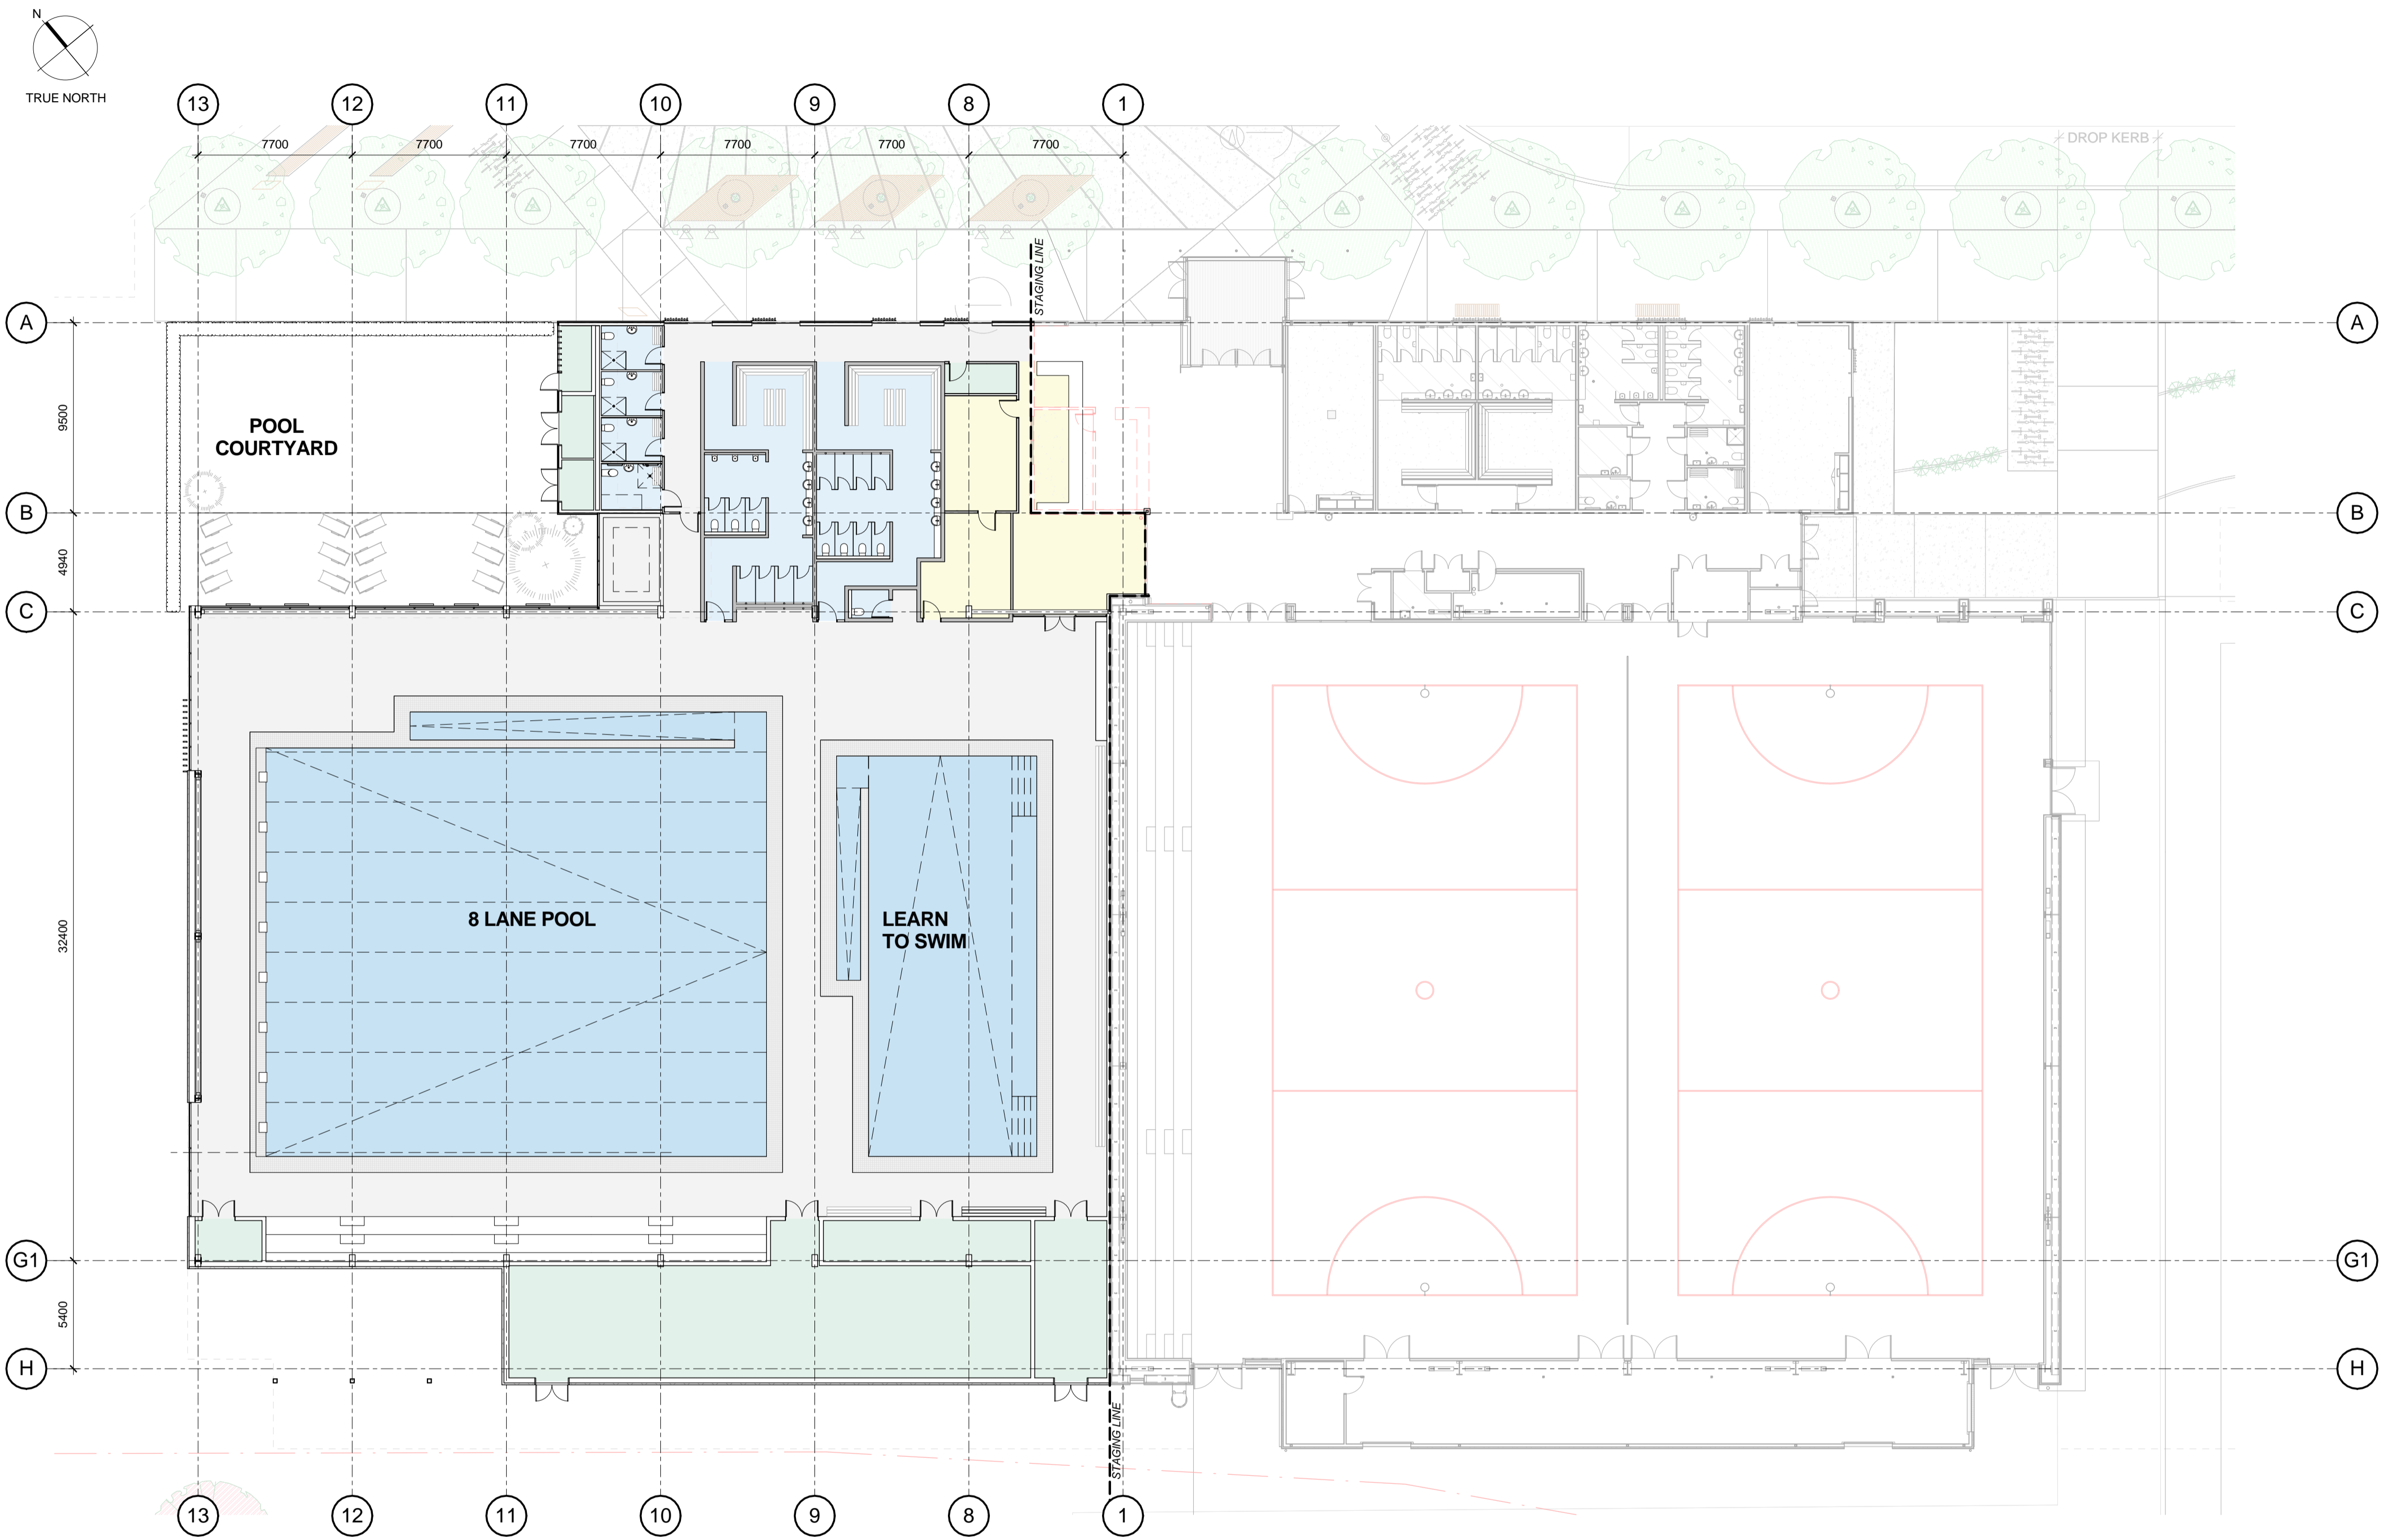 N
TRUE NORTH
13 12 11 10 9 8 1
7700 7700 7700 7700 7700 7700
DROP KERB
STAGING LINE
A A
9500
POOL
COURTYARD
B B
4940
C C
32400
8 LANE POOL
LEARN
TO SWIM
G1 G1
5400
H H
STAGING LINE
13 12 11 10 9 8 1